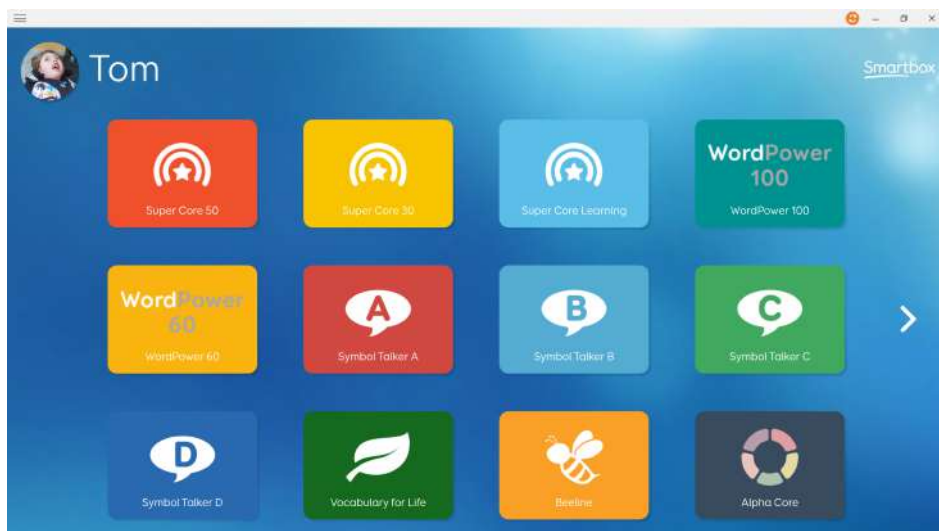 Tom
Smartbox
Super Core 50
Super Core 30
Super Core Learning
WordPower
100
WordPower 100
WordPower
60
WordPower 60
A
Symbol Talker A
B
Symbol Talker B
C
Symbol Talker C
D
Symbol Talker D
Vocabulary for Life
Beeline
Alpha Core